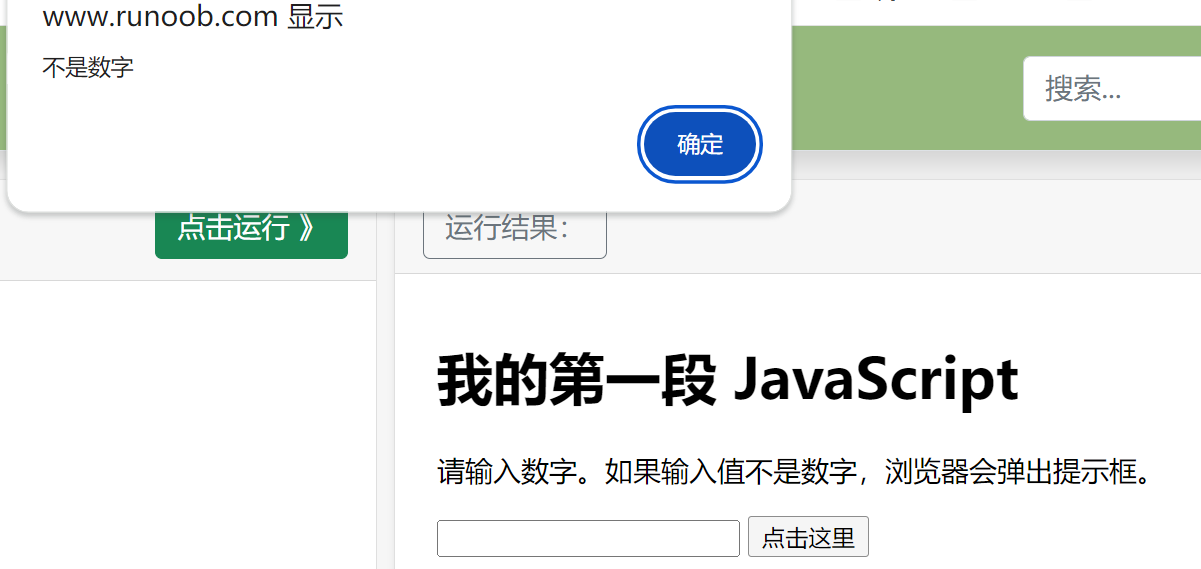 www.runoob.com 显示
不是数字
确定
搜索...
点击运行 》
运行结果：
我的第一段 JavaScript
请输入数字。如果输入值不是数字，浏览器会弹出提示框。
点击这里